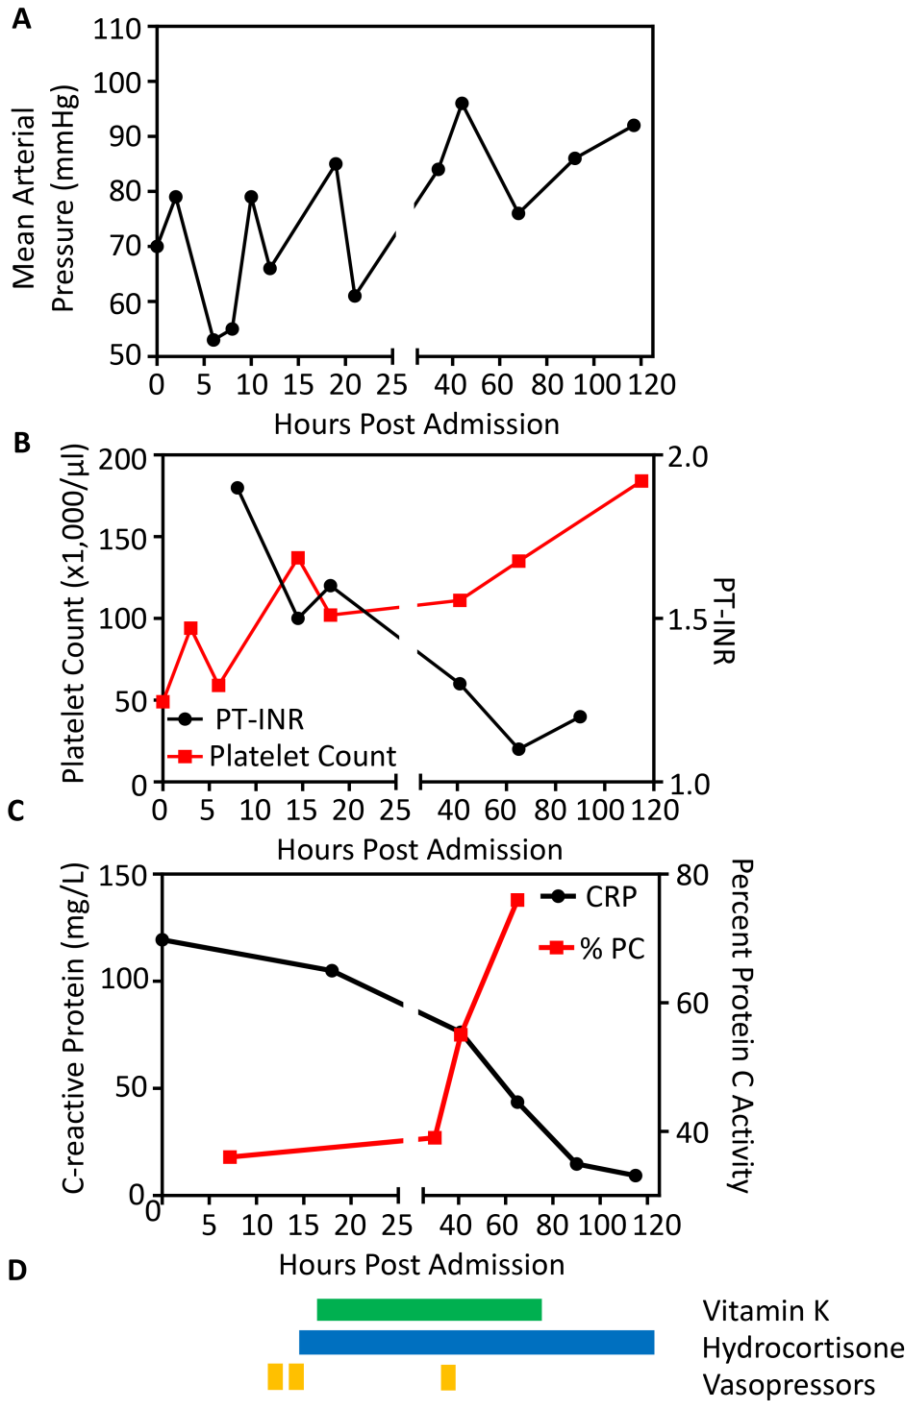 A
Mean Arterial
Pressure (mmHg)
110
100
90
80
70
60
50
0 5 10 15 20 25 40 60 80 100 120
Hours Post Admission
B
Platelet Count (x1,000/µl)
200
150
100
50
0
2.0
1.5
1.0
PT-INR
PT-INR
Platelet Count
0 5 10 15 20 25 40 60 80 100 120
Hours Post Admission
C
C-reactive Protein (mg/L)
150
100
50
0
80
60
40
Percent Protein C Activity
CRP
% PC
0 5 10 15 20 25 40 60 80 100 120
Hours Post Admission
D
Vitamin K
Hydrocortisone
Vasopressors